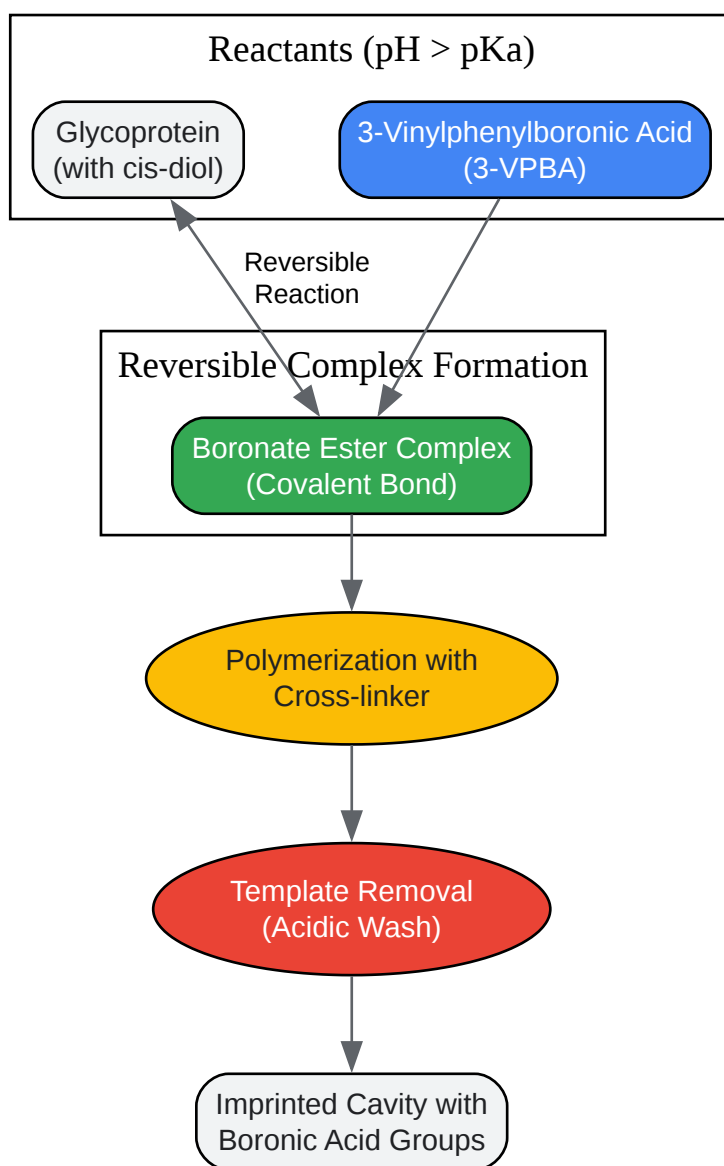 Reactants (pH > pKa)
Glycoprotein
(with cis-diol)
3-Vinylphenylboronic Acid
(3-VPBA)
Reversible
Reaction
Reversible Complex Formation
Boronate Ester Complex
(Covalent Bond)
Polymerization with
Cross-linker
Template Removal
(Acidic Wash)
Imprinted Cavity with
Boronic Acid Groups